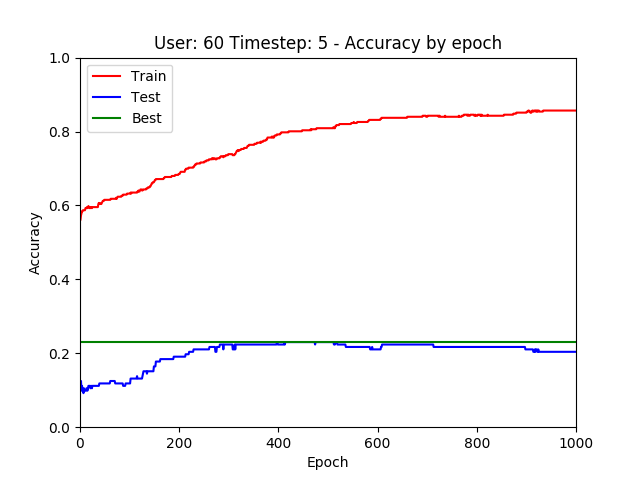 User: 60 Timestep: 5 - Accuracy by epoch
1.0
0.8
0.6
0.4
0.2
0.0
Accuracy
Train
Test
Best
0 200 400 600 800 1000
Epoch